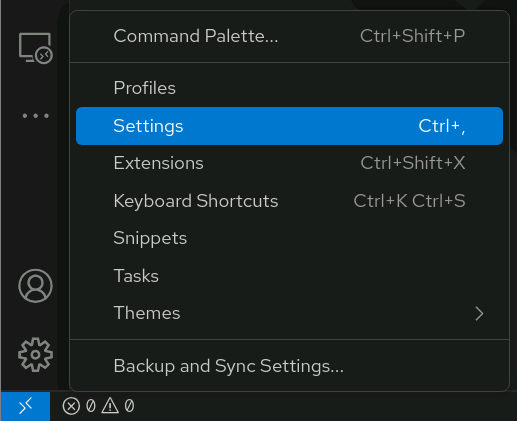 Command Palette... Ctrl+Shift+P
Profiles
Settings Ctrl+,
Extensions Ctrl+Shift+X
Keyboard Shortcuts Ctrl+K Ctrl+S
Snippets
Tasks
Themes
Backup and Sync Settings...
0 0